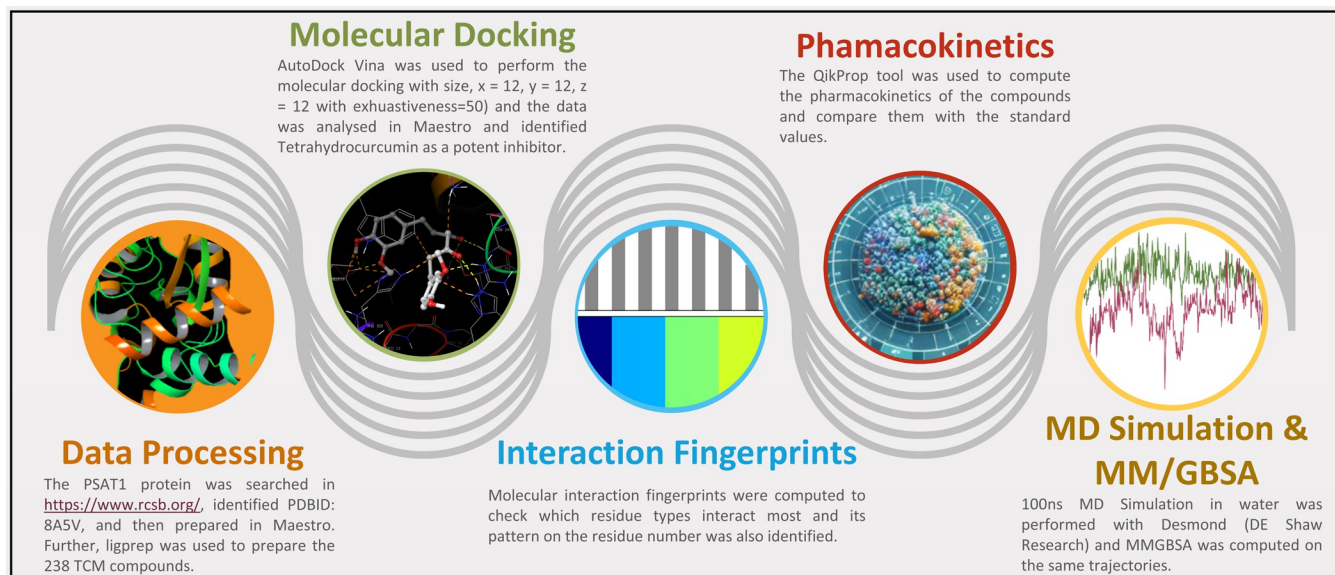 Molecular Docking
AutoDock Vina was used to perform the
molecular docking with size, x = 12, y = 12, z
= 12 with exhuastiveness=50) and the data
was analysed in Maestro and identified
Tetrahydrocurcumin as a potent inhibitor.
Phamacokinetics
The QikProp tool was used to compute
the pharmacokinetics of the compounds
and compare them with the standard
values.
Data Processing
The PSAT1 protein was searched in
https://www.rcsb.org/, identified PDBID:
8A5V, and then prepared in Maestro.
Further, ligprep was used to prepare the
238 TCM compounds.
Interaction Fingerprints
Molecular interaction fingerprints were computed to
check which residue types interact most and its
pattern on the residue number was also identified.
MD Simulation &
MM/GBSA
100ns MD Simulation in water was
performed with Desmond (DE Shaw
Research) and MMGBSA was computed on
the same trajectories.